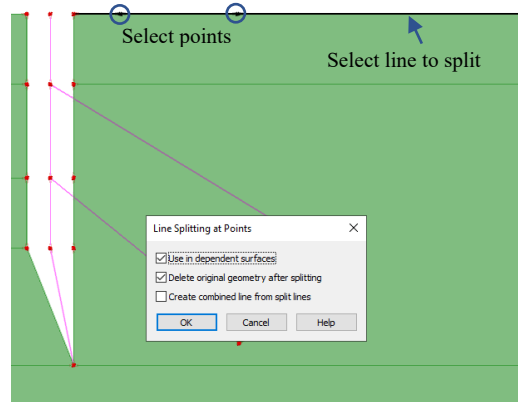 Select points
Select line to split
Line Splitting at Points
Use in dependent surfaces
Delete original geometry after splitting
Create combined line from split lines
OK Cancel Help